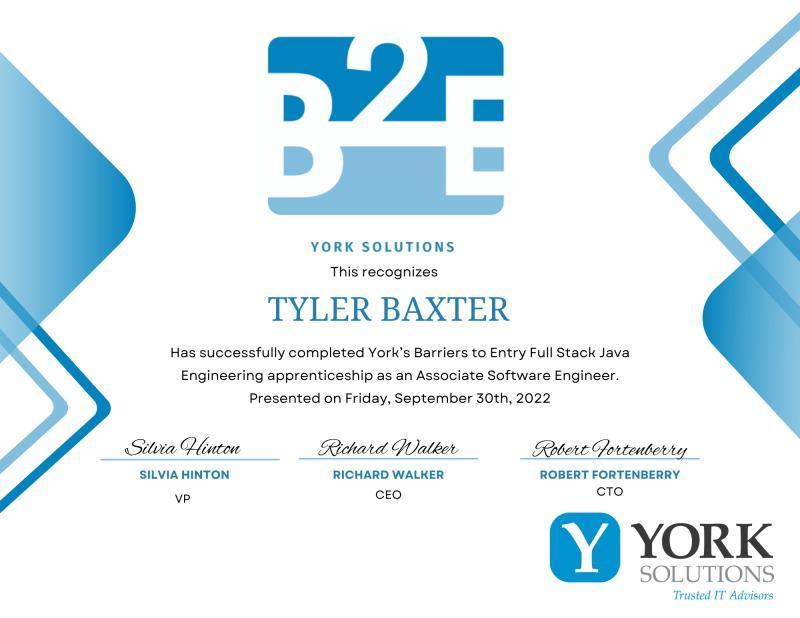 B2E
YORK SOLUTIONS
This recognizes
TYLER BAXTER
Has successfully completed York's Barriers to Entry Full Stack Java
Engineering apprenticeship as an Associate Software Engineer.
Presented on Friday, September 30th, 2022
Silvia Hinton Richard Walker Robert Fortenberry
SILVIA HINTON RICHARD WALKER ROBERT FORTENBERRY
VP CEO CTO
Y YORK
SOLUTIONS
Trusted IT Advisors